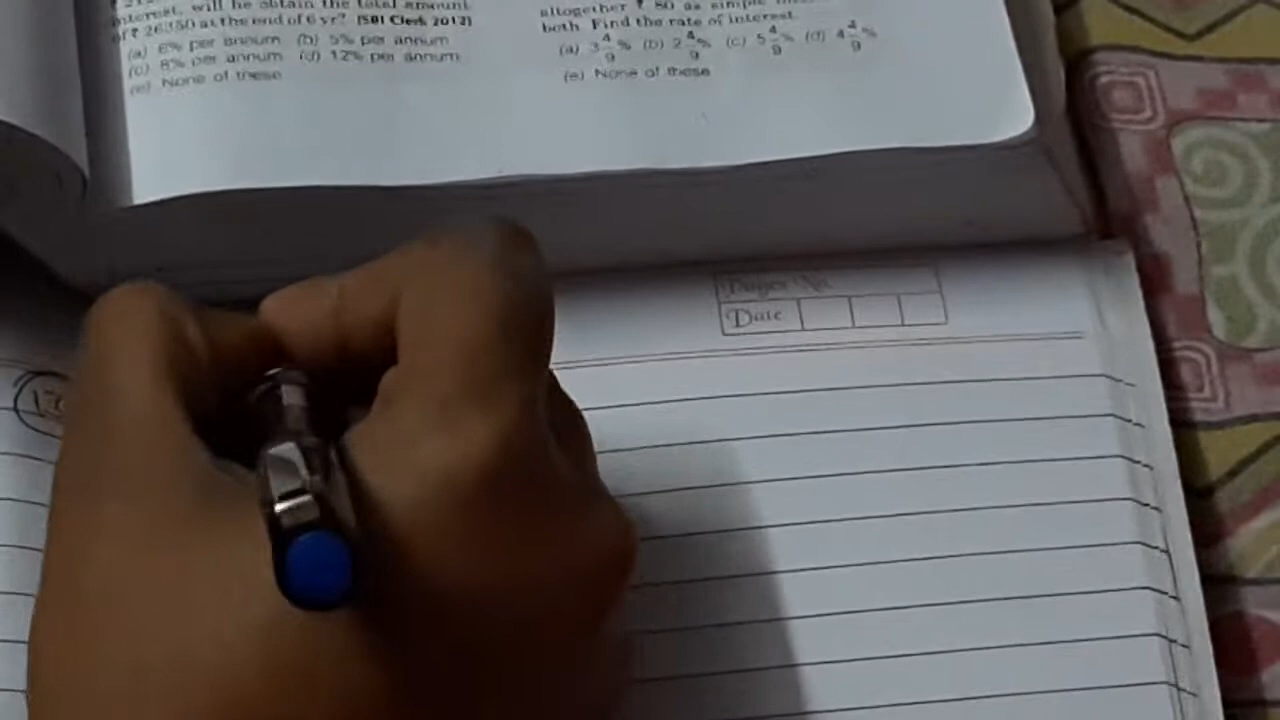 interest, will he obtain the total amount
of ₹ 26350 at the end of 6 yr? [SBI Clerk 2012]
(a) 6% per annum (b) 5% per annum
(c) 8% per annum (d) 12% per annum
(e) None of these
altogether ₹ 80 as simple
both. Find the rate of interest.
(a) 3 4/9 % (b) 2 4/9 % (c) 5 4/9 % (d) 4 4/9 %
(e) None of these
Pages No.
Date